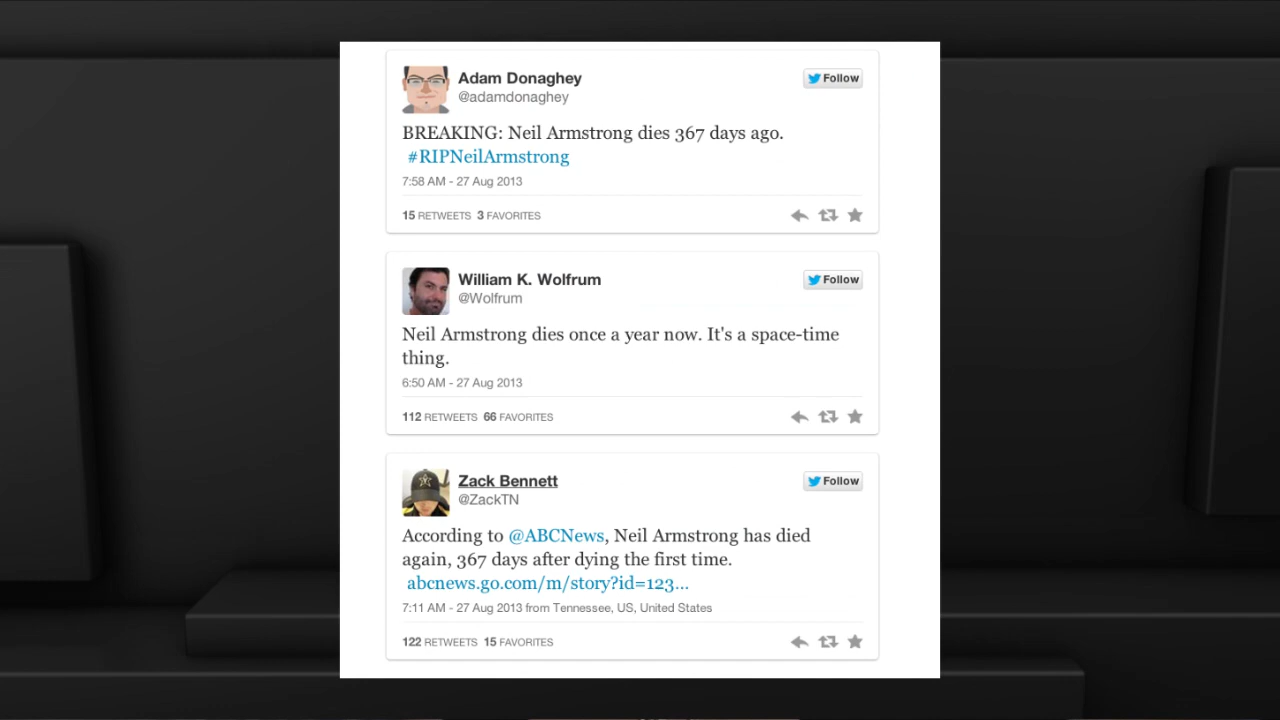 Adam Donaghey
Follow
@adamdonaghey
BREAKING: Neil Armstrong dies 367 days ago.
#RIPNeilArmstrong
7:58 AM - 27 Aug 2013
15 RETWEETS 3 FAVORITES
William K. Wolfrum
Follow
@Wolfrum
Neil Armstrong dies once a year now. It's a space-time
thing.
6:50 AM - 27 Aug 2013
112 RETWEETS 66 FAVORITES
Zack Bennett
Follow
@ZackTN
According to @ABCNews, Neil Armstrong has died
again, 367 days after dying the first time.
abcnews.go.com/m/story?id=123...
7:11 AM - 27 Aug 2013 from Tennessee, US, United States
122 RETWEETS 15 FAVORITES